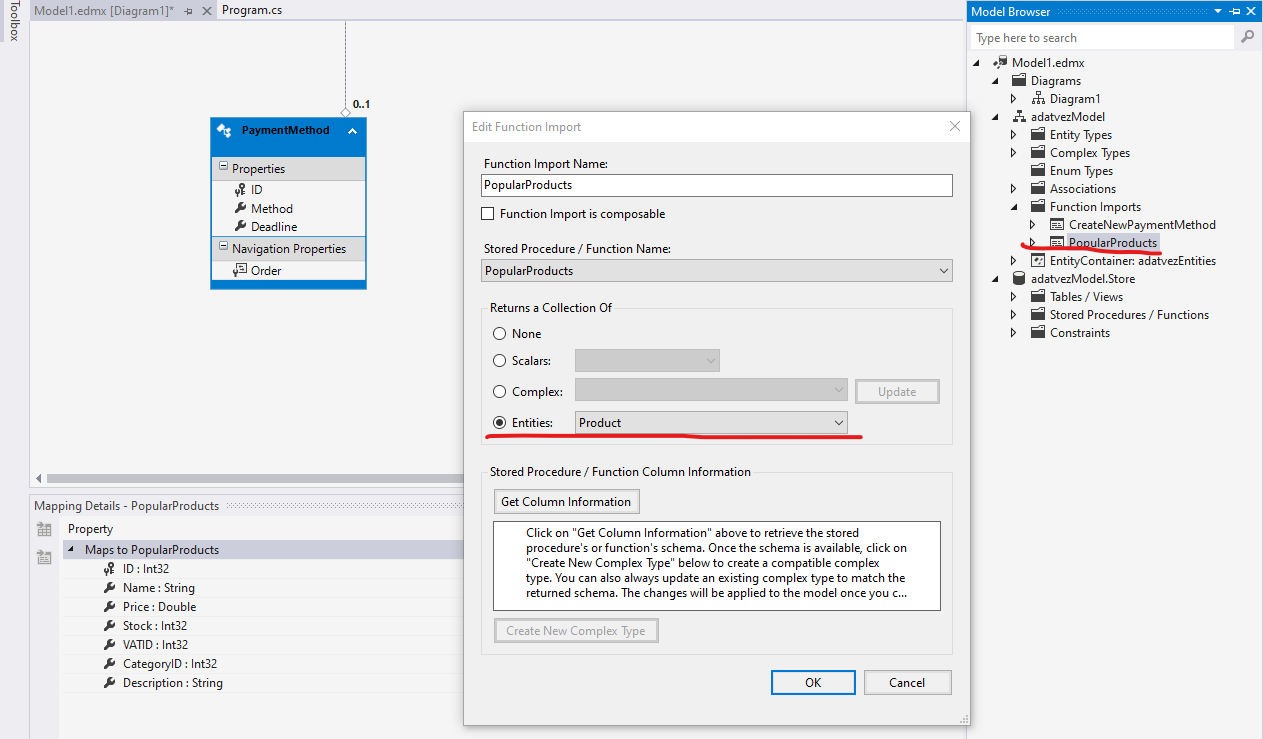 Toolbox
Model1.edmx [Diagram1]*
Program.cs
0..1
PaymentMethod
Properties
ID
Method
Deadline
Navigation Properties
Order
Mapping Details - PopularProducts
Property
Maps to PopularProducts
ID : Int32
Name : String
Price : Double
Stock : Int32
VATID : Int32
CategoryID : Int32
Description : String
Edit Function Import
Function Import Name:
PopularProducts
Function Import is composable
Stored Procedure / Function Name:
PopularProducts
Returns a Collection Of
None
Scalars:
Complex:
Update
Entities:
Product
Stored Procedure / Function Column Information
Get Column Information
Click on "Get Column Information" above to retrieve the stored
procedure's or function's schema. Once the schema is available, click on
"Create New Complex Type" below to create a compatible complex
type. You can also always update an existing complex type to match the
returned schema. The changes will be applied to the model once you c...
Create New Complex Type
OK
Cancel
Model Browser
Type here to search
Model1.edmx
Diagrams
Diagram1
adatvezModel
Entity Types
Complex Types
Enum Types
Associations
Function Imports
CreateNewPaymentMethod
PopularProducts
EntityContainer: adatvezEntities
adatvezModel.Store
Tables / Views
Stored Procedures / Functions
Constraints